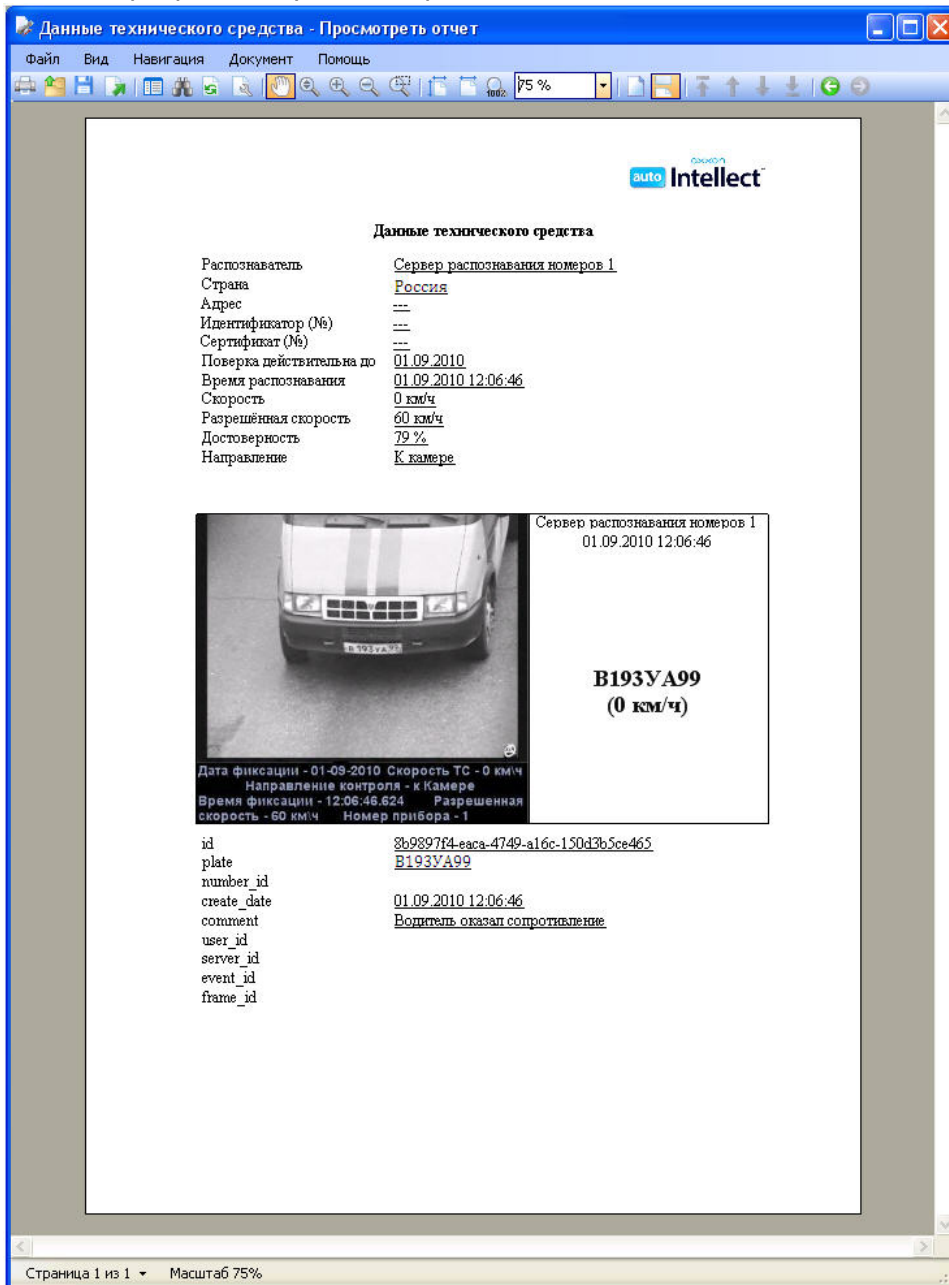 Данные технического средства - Просмотреть отчет
Файл Вид Навигация Документ Помощь
100% 75 %
axxon
auto Intellect
Данные технического средства
Распознаватель Сервер распознавания номеров 1
Страна Россия
Адрес ---
Идентификатор (№) ---
Сертификат (№) ---
Поверка действительна до 01.09.2010
Время распознавания 01.09.2010 12:06:46
Скорость 0 км/ч
Разрешённая скорость 60 км/ч
Достоверность 79 %
Направление К камере
Сервер распознавания номеров 1
01.09.2010 12:06:46
В193УА99
(0 км/ч)
В 193УА 99
Дата фиксации - 01-09-2010 Скорость ТС - 0 км\ч
Направление контроля - к Камере
Время фиксации - 12:06:46.624 Разрешенная
скорость - 60 км\ч Номер прибора - 1
id 8b9897f4-eaca-4749-a16c-150d3b5ce465
plate В193УА99
number_id
create_date 01.09.2010 12:06:46
comment Водитель оказал сопротивление
user_id
server_id
event_id
frame_id
Страница 1 из 1 Масштаб 75%